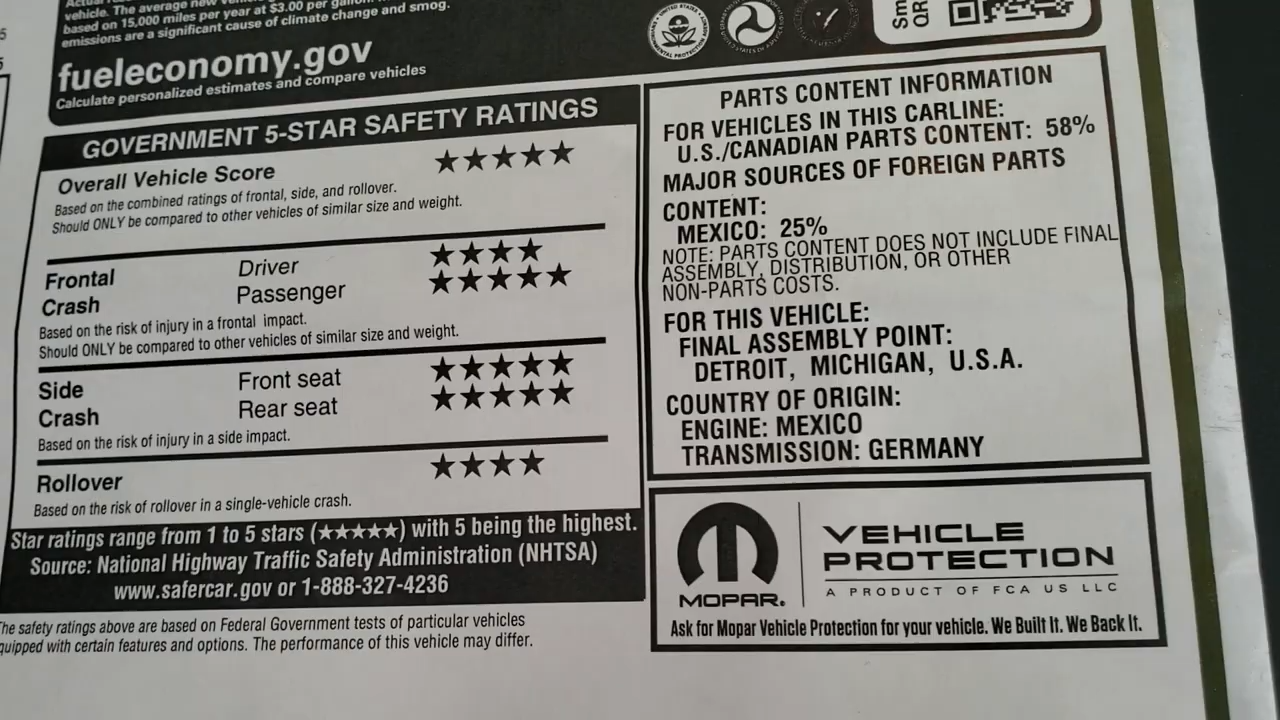 vehicle. The average new
based on 15,000 miles per year at $3.00 per gallon.
emissions are a significant cause of climate change and smog.
fueleconomy.gov
Calculate personalized estimates and compare vehicles
GOVERNMENT 5-STAR SAFETY RATINGS
Overall Vehicle Score ★★★★★
Based on the combined ratings of frontal, side, and rollover.
Should ONLY be compared to other vehicles of similar size and weight.
Frontal Driver ★★★★
Crash Passenger ★★★★★
Based on the risk of injury in a frontal impact.
Should ONLY be compared to other vehicles of similar size and weight.
Side Front seat ★★★★★
Crash Rear seat ★★★★★
Based on the risk of injury in a side impact.
Rollover ★★★★
Based on the risk of rollover in a single-vehicle crash.
Star ratings range from 1 to 5 stars (★★★★★) with 5 being the highest.
Source: National Highway Traffic Safety Administration (NHTSA)
www.safercar.gov or 1-888-327-4236
The safety ratings above are based on Federal Government tests of particular vehicles
equipped with certain features and options. The performance of this vehicle may differ.
QR
PARTS CONTENT INFORMATION
FOR VEHICLES IN THIS CARLINE:
U.S./CANADIAN PARTS CONTENT: 58%
MAJOR SOURCES OF FOREIGN PARTS
CONTENT:
MEXICO: 25%
NOTE: PARTS CONTENT DOES NOT INCLUDE FINAL
ASSEMBLY, DISTRIBUTION, OR OTHER
NON-PARTS COSTS.
FOR THIS VEHICLE:
FINAL ASSEMBLY POINT:
DETROIT, MICHIGAN, U.S.A.
COUNTRY OF ORIGIN:
ENGINE: MEXICO
TRANSMISSION: GERMANY
MOPAR.
VEHICLE
PROTECTION
A PRODUCT OF FCA US LLC
Ask for Mopar Vehicle Protection for your vehicle. We Built It. We Back It.